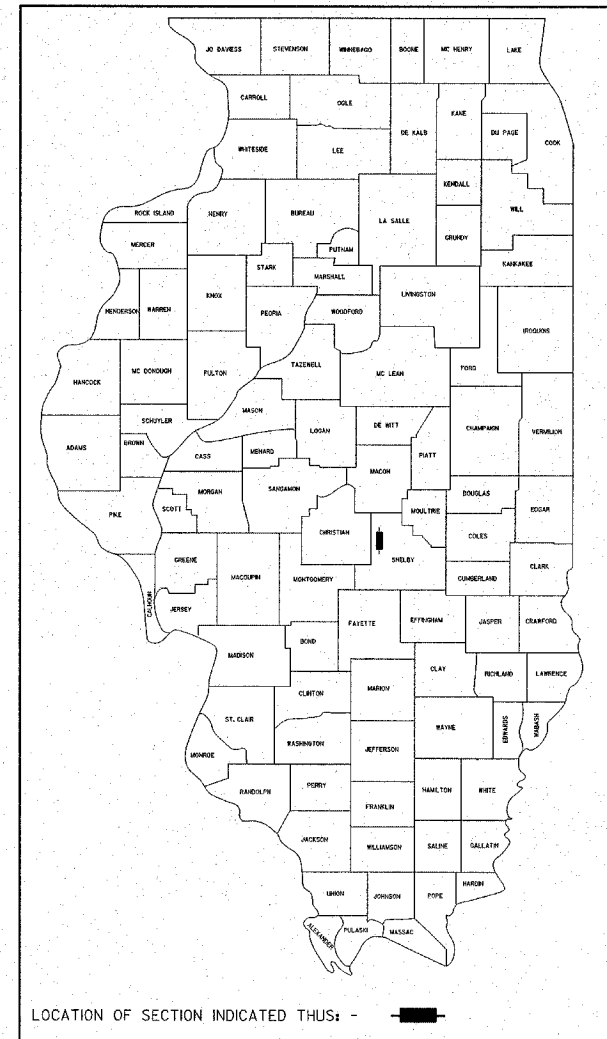 JO DAVIESS STEVENSON WINNEBAGO BOONE MC HENRY LAKE
CARROLL OGLE DE KALB KANE DU PAGE COOK
WHITESIDE LEE
KENDALL WILL
ROCK ISLAND HENRY BUREAU LA SALLE GRUNDY
MERCER PUTNAM KANKAKEE
STARK MARSHALL LIVINGSTON
HENDERSON WARREN KNOX PEORIA WOODFORD IROQUOIS
HANCOCK MC DONOUGH FULTON TAZEWELL MC LEAN FORD
MASON
SCHUYLER LOGAN DE WITT CHAMPAIGN VERMILION
ADAMS BROWN CASS MENARD MACON PIATT
MORGAN SANGAMON DOUGLAS
PIKE SCOTT CHRISTIAN MOULTRIE COLES EDGAR
GREENE MACOUPIN MONTGOMERY SHELBY CLARK
CALHOUN JERSEY CUMBERLAND
FAYETTE EFFINGHAM JASPER CRAWFORD
MADISON BOND
CLAY RICHLAND LAWRENCE
CLINTON MARION
ST. CLAIR WAYNE EDWARDS WABASH
MONROE WASHINGTON JEFFERSON
RANDOLPH PERRY HAMILTON WHITE
FRANKLIN
JACKSON WILLIAMSON SALINE GALLATIN
UNION JOHNSON POPE HARDIN
ALEXANDER PULASKI MASSAC
LOCATION OF SECTION INDICATED THUS: -